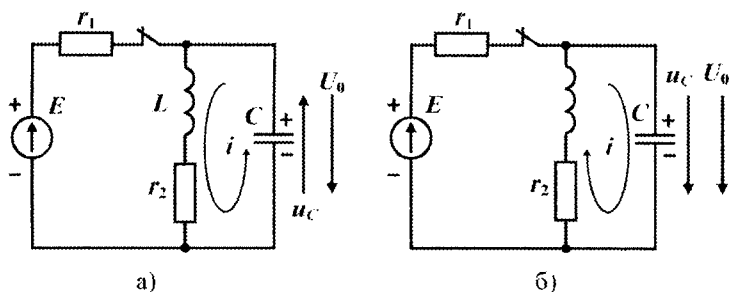 r₁
+
E
−
L
r₂
i
C
+
−
U₀
u_C
а)
r₁
+
E
−
r₂
i
C
+
−
u_C
U₀
б)